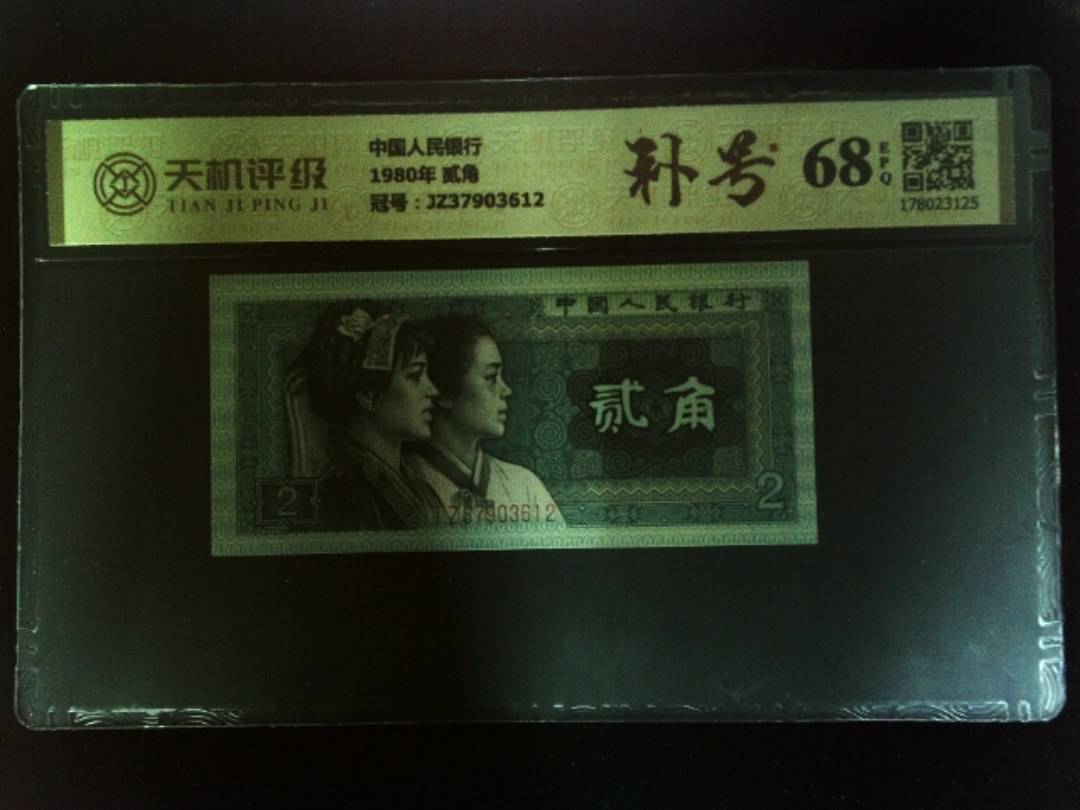 天机评级
TIAN JI PING JI
中国人民银行
1980年 贰角
冠号：JZ37903612
补号
68
EPQ
178023125
中国人民银行
贰角
2
2
JZ37903612